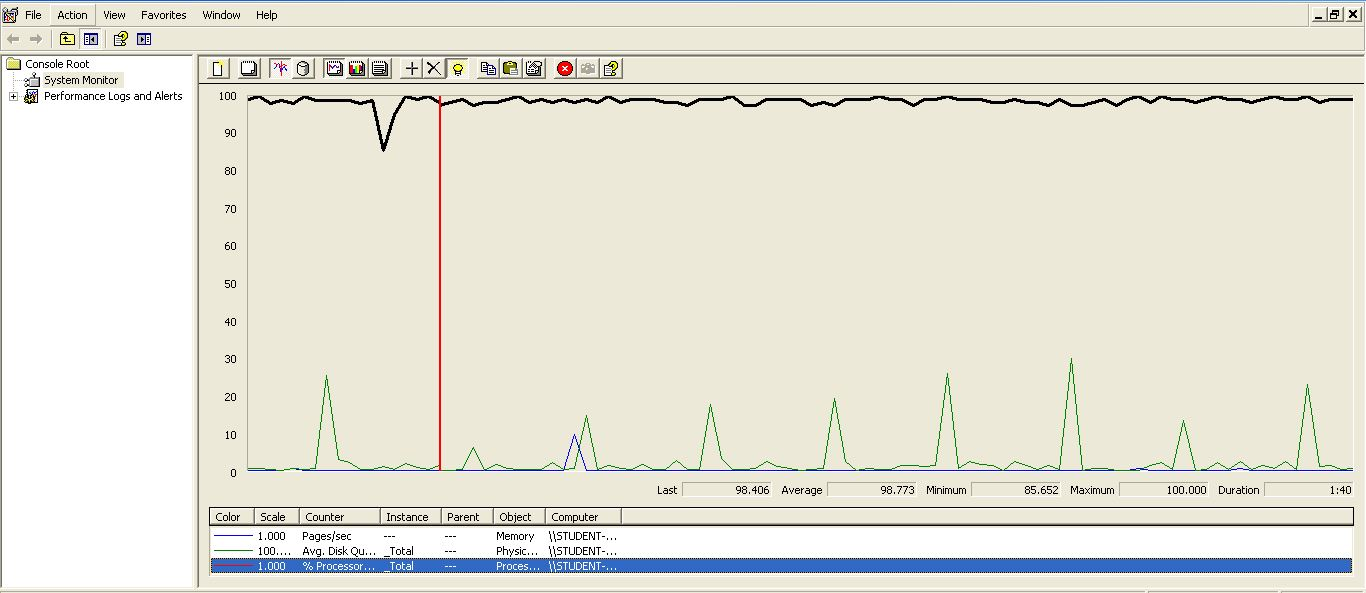 File Action View Favorites Window Help
Console Root
System Monitor
Performance Logs and Alerts
100
90
80
70
60
50
40
30
20
10
0
Last 98.406 Average 98.773 Minimum 85.652 Maximum 100.000 Duration 1:40
Color Scale Counter Instance Parent Object Computer
1.000 Pages/sec --- --- Memory \\STUDENT-...
100.... Avg. Disk Qu... _Total --- Physic... \\STUDENT-...
1.000 % Processor... _Total --- Proces... \\STUDENT-...